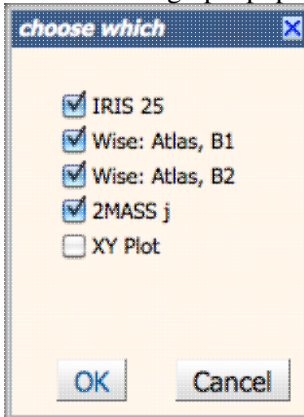 choose which
IRIS 25
Wise: Atlas, B1
Wise: Atlas, B2
2MASS j
XY Plot
OK Cancel